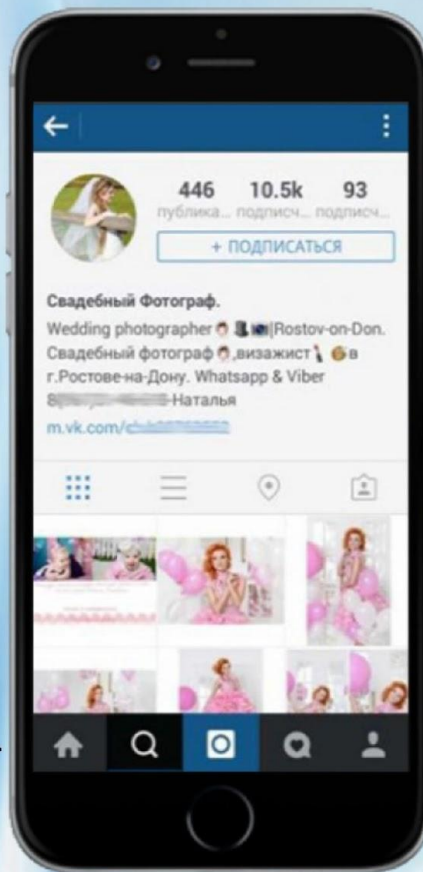 446 10.5k 93
публика... подписч... подписч...
+ ПОДПИСАТЬСЯ
Свадебный Фотограф.
Wedding photographer |Rostov-on-Don.
Свадебный фотограф ,визажист в
г.Ростове-на-Дону. Whatsapp & Viber
8 -Наталья
m.vk.com/